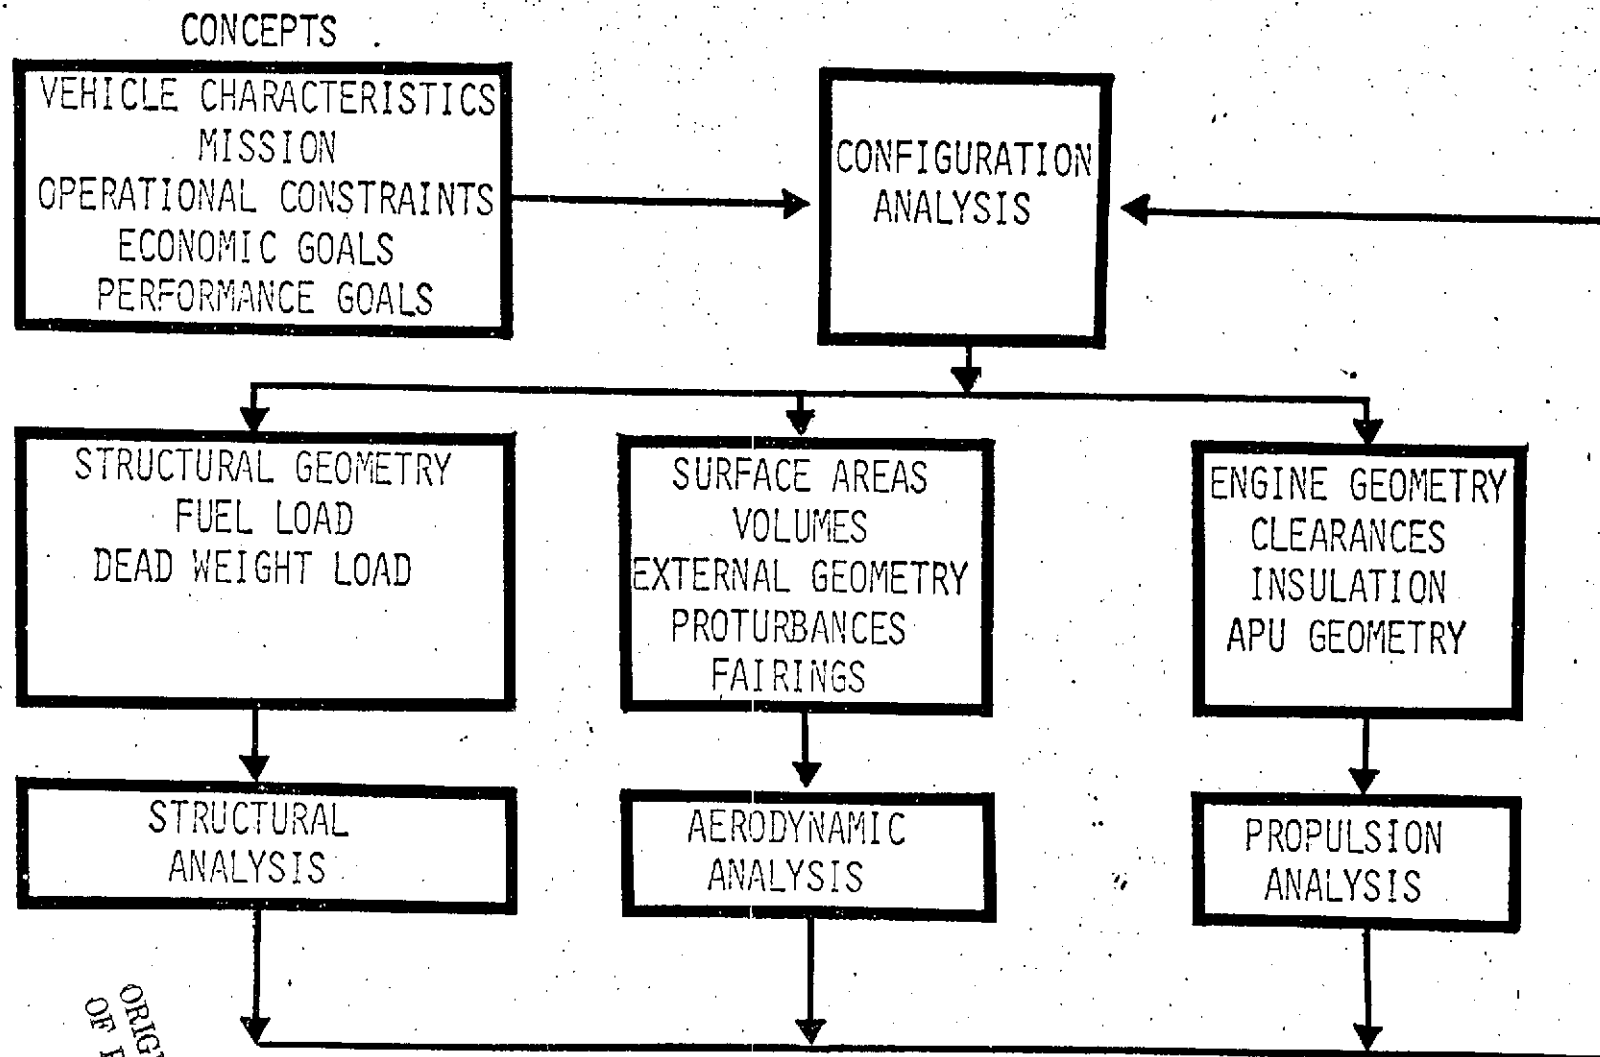 CONCEPTS
VEHICLE CHARACTERISTICS
MISSION
OPERATIONAL CONSTRAINTS
ECONOMIC GOALS
PERFORMANCE GOALS
CONFIGURATION
ANALYSIS
STRUCTURAL GEOMETRY
FUEL LOAD
DEAD WEIGHT LOAD
SURFACE AREAS
VOLUMES
EXTERNAL GEOMETRY
PROTURBANCES
FAIRINGS
ENGINE GEOMETRY
CLEARANCES
INSULATION
APU GEOMETRY
STRUCTURAL
ANALYSIS
AERODYNAMIC
ANALYSIS
PROPULSION
ANALYSIS
OF